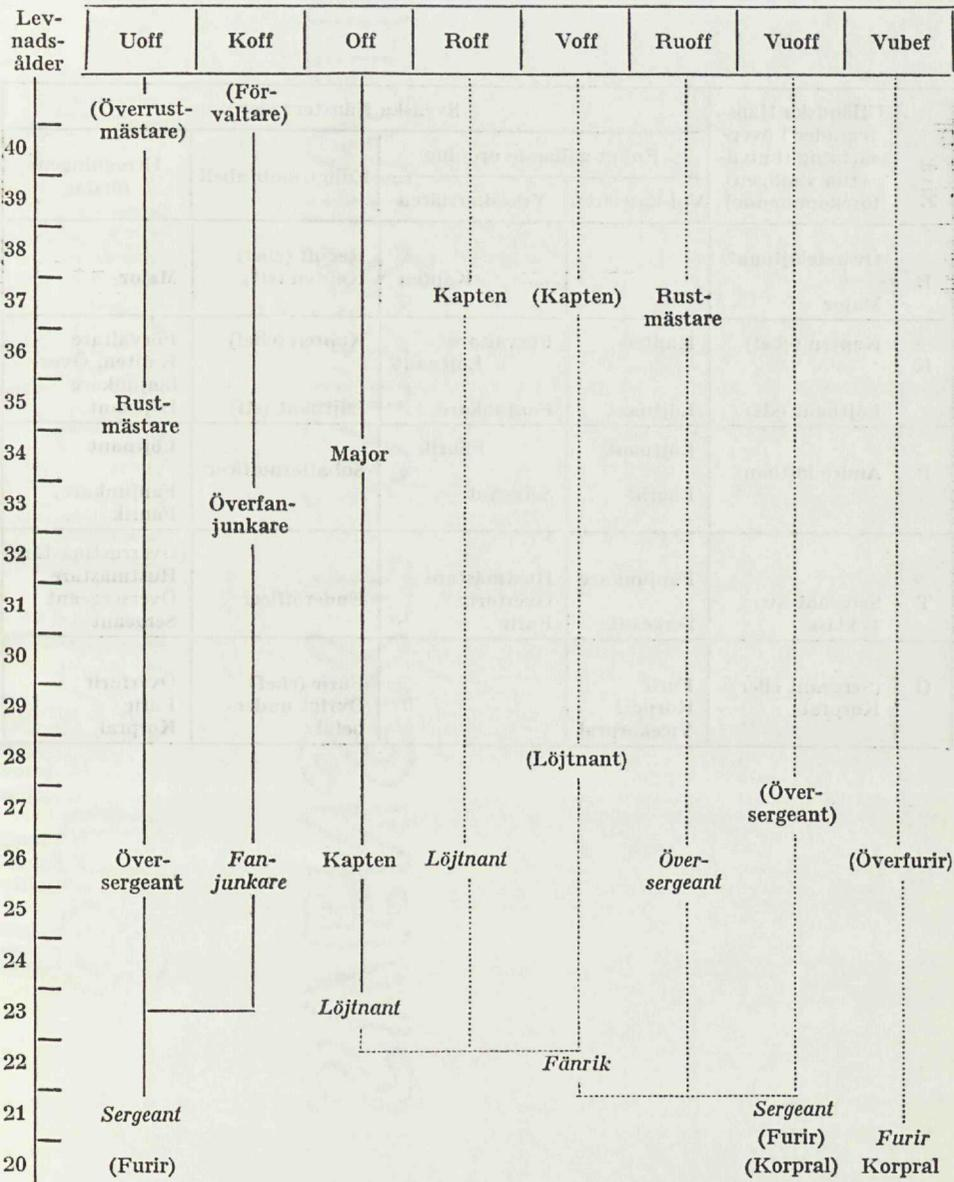 Lev-
nads-
ålder
Uoff Koff Off Roff Voff Ruoff Vuoff Vubef
(Överrust-
mästare)
(För-
valtare)
40
39
38
37
Kapten (Kapten) Rust-
mästare
36
35
Rust-
mästare
34
Major
33
Överfan-
junkare
32
31
30
29
28
(Löjtnant)
27
(Över-
sergeant)
26
Över-
sergeant
Fan-
junkare
Kapten
Löjtnant
Över-
sergeant
(Överfurir)
25
24
23
Löjtnant
22
Fänrik
21
Sergeant
Sergeant
(Furir) Furir
20
(Furir)
(Korpral) Korpral